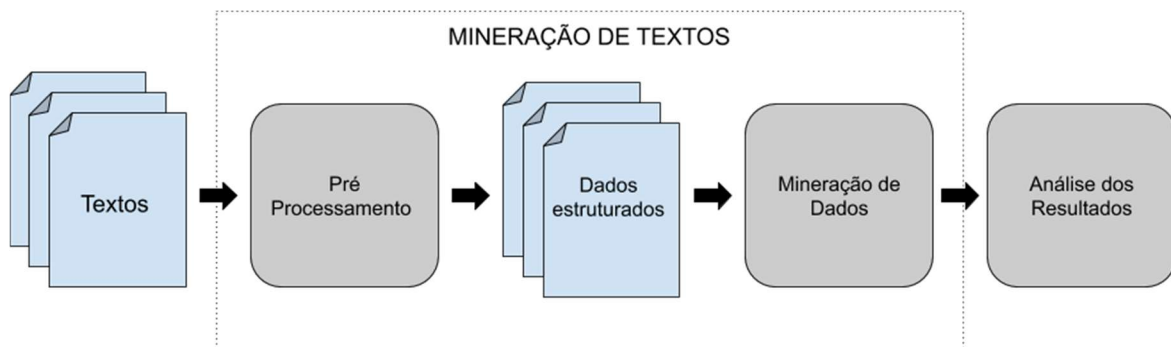 MINERAÇÃO DE TEXTOS
Textos
Pré
Processamento
Dados
estruturados
Mineração de
Dados
Análise dos
Resultados